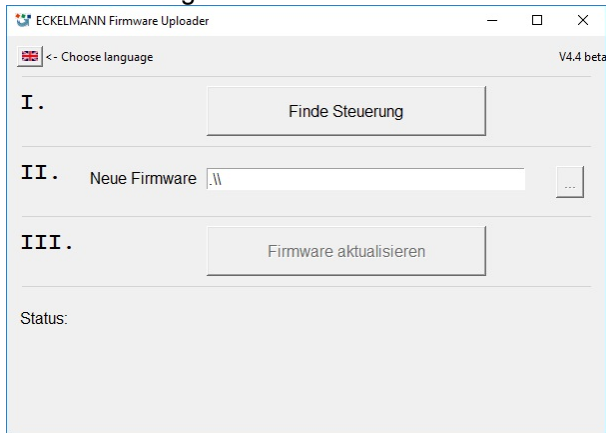 ECKELMANN Firmware Uploader
<- Choose language
V4.4 beta
I.
Finde Steuerung
II.
Neue Firmware
.\\
...
III.
Firmware aktualisieren
Status: